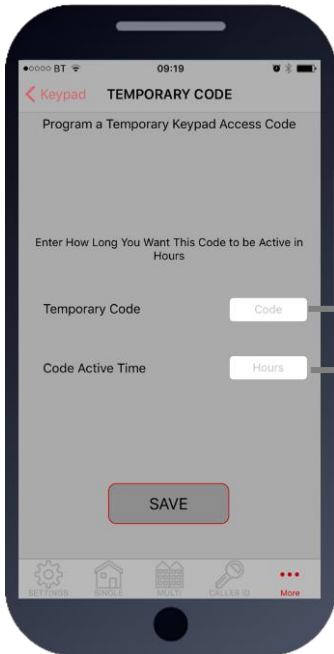 BT 09:19
Keypad TEMPORARY CODE
Program a Temporary Keypad Access Code
Enter How Long You Want This Code to be Active in
Hours
Temporary Code Code
Code Active Time Hours
SAVE
SETTINGS SINGLE MULTI CALLER ID More